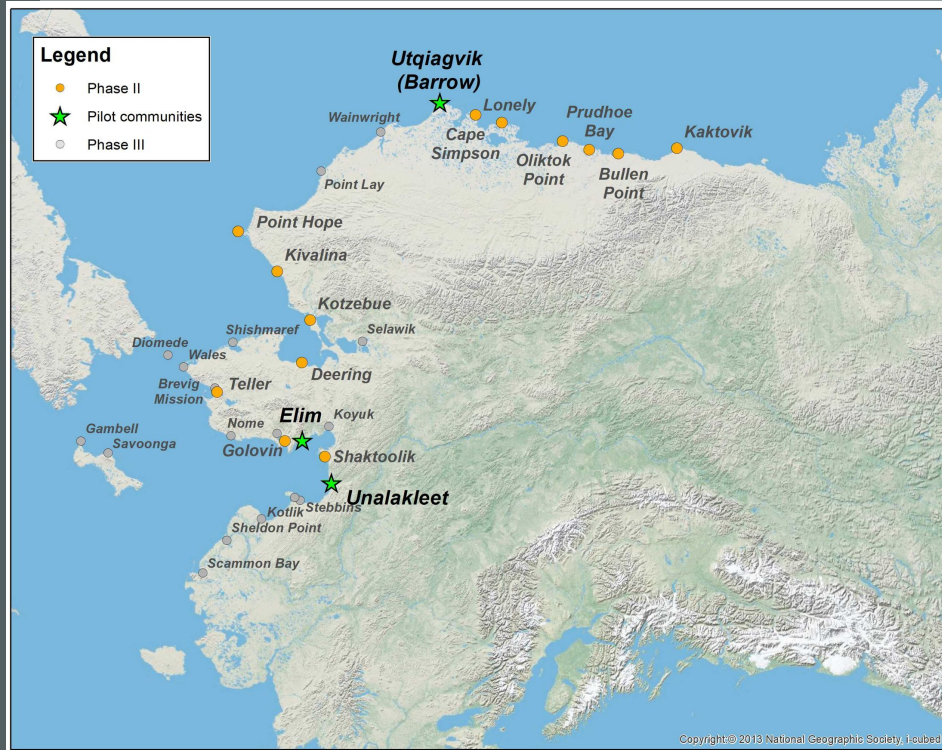 Legend
Phase II
Pilot communities
Phase III
Utqiagvik
(Barrow)
Lonely
Wainwright
Cape
Simpson
Prudhoe
Bay
Oliktok
Point
Kaktovik
Bullen
Point
Point Lay
Point Hope
Kivalina
Kotzebue
Shishmaref
Selawik
Diomede
Wales
Deering
Brevig
Mission
Teller
Elim
Koyuk
Nome
Gambell
Savoonga
Golovin
Shaktoolik
Unalakleet
Stebbins
Kotlik
Sheldon Point
Scammon Bay
Copyright:© 2013 National Geographic Society, i-cubed